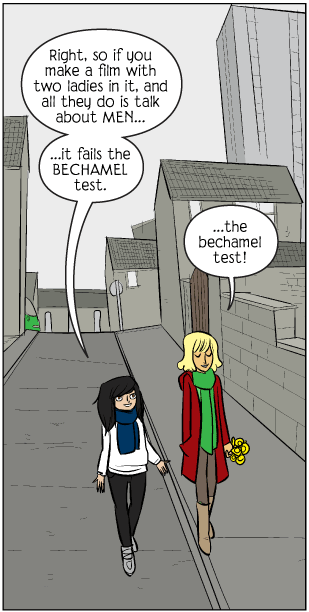 Right, so if you
make a film with
two ladies in it, and
all they do is talk
about MEN...
...it fails the
BECHAMEL
test.
...the
bechamel
test!